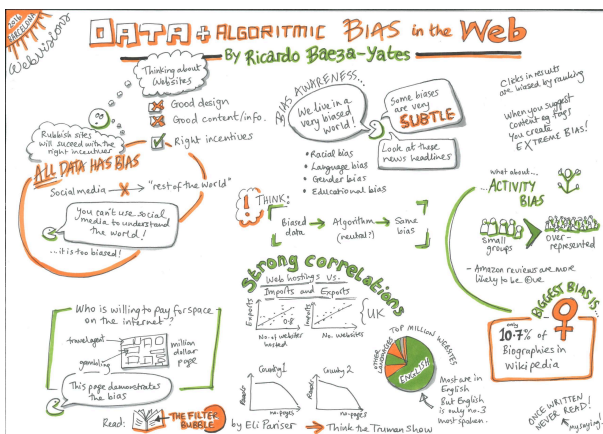 2016
BARCELONA
Webvisions
DATA + ALGORITMIC BIAS in the Web
By Ricardo Baeza-Yates
Thinking about
Websites
Good design
Good content/info.
Right incentives
Rubbish sites
will suceed with the
right incentives
ALL DATA HAS BIAS
Social media → "rest of the world"
You can't use social
media to understand
the world!
...it is too biased!
BIAS AWARENESS...
We live in a
very biased
world!
Some biases
are very
SUBTLE
Look at these
news headlines
• Racial bias
• Language bias
• Gender bias
• Educational bias
Clicks in results
are biased by ranking
When you suggest
content eg tags
You create
EXTREME BIAS!
! THINK:
Biased
data
→ Algorithm
(neutral?)
→ Same
bias
what about...
ACTIVITY
BIAS
small
groups
over-
represented
- Amazon reviews are more
likely to be +ve
Strong correlations
Web hostings vs.
Imports and Exports
Exports
0.8
No. of websites
hosted
Imports
No. websites
UK
Who is willing to pay for space
on the internet?
travel agent
gambling
million
dollar
page
This page demonstrates
the bias
Read:
THE FILTER
BUBBLE
by Eli Pariser → Think the Truman Show
Country 1
no. pages
Country 2
no. pages
TOP MILLION WEBSITES
OTHER
LANGUAGES
ENGLISH
Most are in
English
But English
is only no.3
most spoken.
BIGGEST BIAS IS...
only
10.7% of
Biographies in
Wikipedia
ONCE WRITTEN
NEVER READ!
my saying!